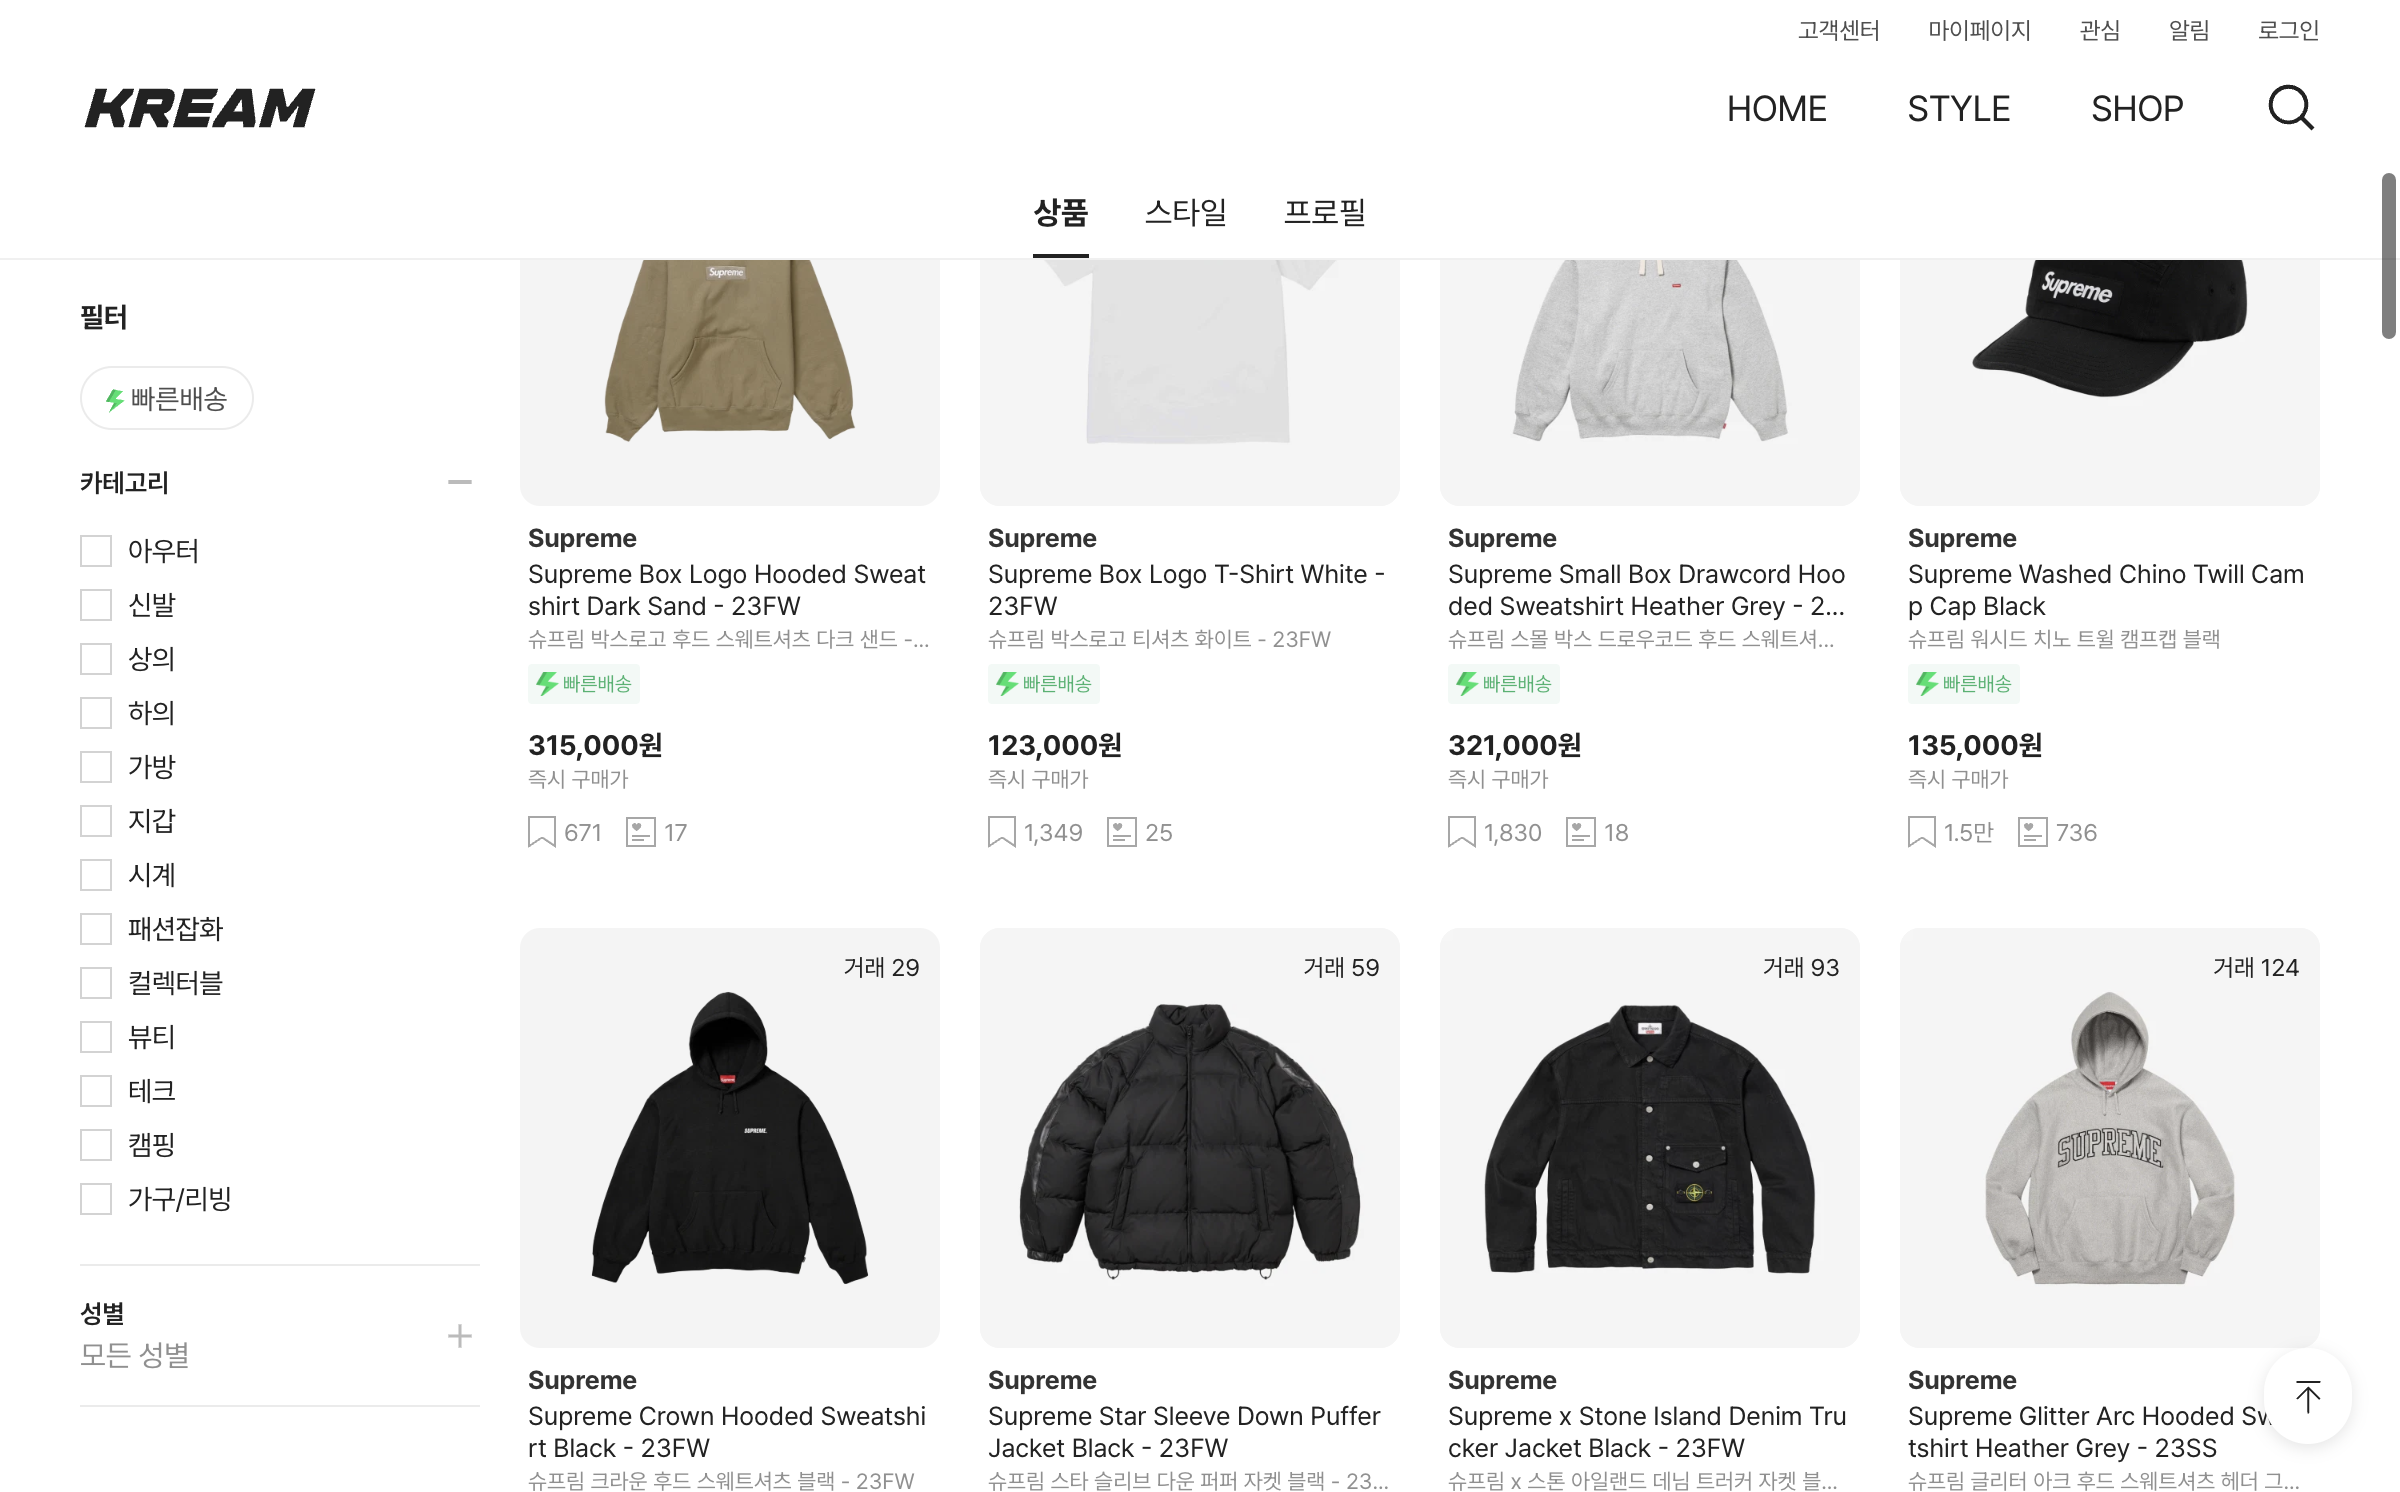 고객센터 마이페이지 관심 알림 로그인
KREAM
HOME STYLE SHOP
상품 스타일 프로필
필터
빠른배송
카테고리
아우터
신발
상의
하의
가방
지갑
시계
패션잡화
컬렉터블
뷰티
테크
캠핑
가구/리빙
성별
모든 성별
Supreme
Supreme
Supreme Box Logo Hooded Sweat
shirt Dark Sand - 23FW
슈프림 박스로고 후드 스웨트셔츠 다크 샌드 -...
빠른배송
315,000원
즉시 구매가
671 17
Supreme
Supreme Box Logo T-Shirt White -
23FW
슈프림 박스로고 티셔츠 화이트 - 23FW
빠른배송
123,000원
즉시 구매가
1,349 25
Supreme
Supreme Small Box Drawcord Hoo
ded Sweatshirt Heather Grey - 2...
슈프림 스몰 박스 드로우코드 후드 스웨트셔...
빠른배송
321,000원
즉시 구매가
1,830 18
Supreme
Supreme
Supreme Washed Chino Twill Cam
p Cap Black
슈프림 워시드 치노 트윌 캠프캡 블랙
빠른배송
135,000원
즉시 구매가
1.5만 736
거래 29
SUPREME.
Supreme
Supreme Crown Hooded Sweatshi
rt Black - 23FW
슈프림 크라운 후드 스웨트셔츠 블랙 - 23FW
거래 59
Supreme
Supreme Star Sleeve Down Puffer
Jacket Black - 23FW
슈프림 스타 슬리브 다운 퍼퍼 자켓 블랙 - 23...
거래 93
Supreme
Supreme x Stone Island Denim Tru
cker Jacket Black - 23FW
슈프림 x 스톤 아일랜드 데님 트러커 자켓 블...
거래 124
SUPREME
Supreme
Supreme Glitter Arc Hooded
tshirt Heather Grey - 23SS
슈프림 글리터 아크 후드 스웨트셔츠 헤더 그...